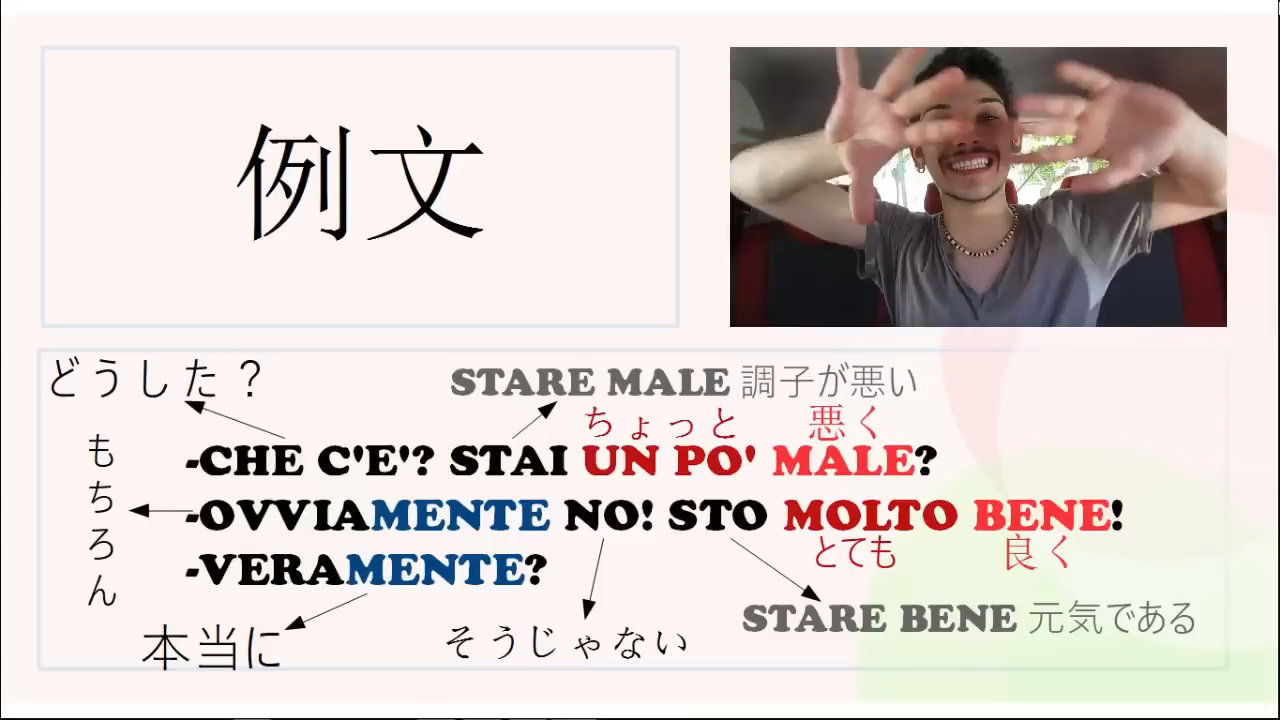 例文
どうした？
STARE MALE 調子が悪い
ちょっと 悪く
-CHE C'E'? STAI UN PO' MALE?
もちろん
-OVVIAMENTE NO! STO MOLTO BENE!
とても 良く
-VERAMENTE?
STARE BENE 元気である
本当に
そうじゃない